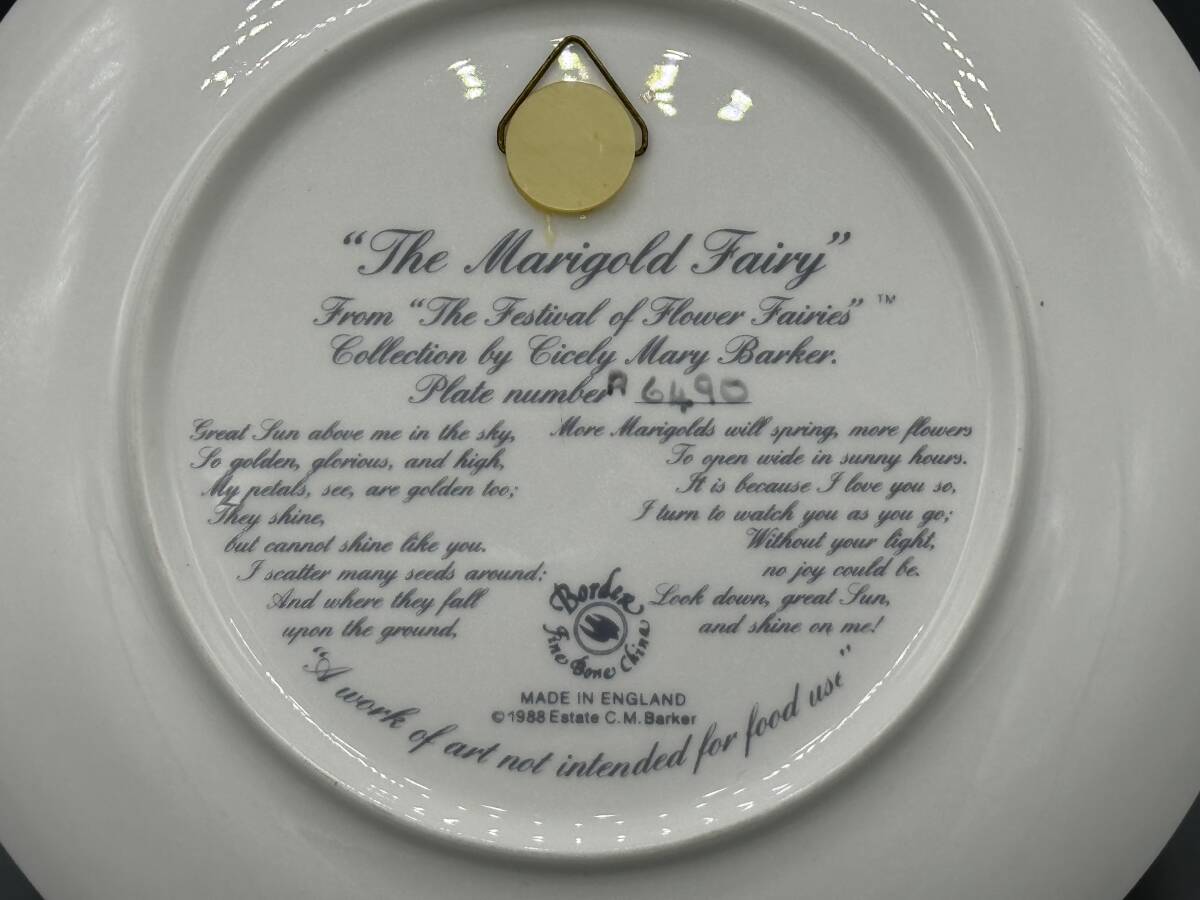 “The Marigold Fairy”
From “The Festival of Flower Fairies” ™
Collection by Cicely Mary Barker.
Plate number A 6490
Great Sun above me in the sky,
So golden, glorious, and high,
My petals, see, are golden too;
They shine,
but cannot shine like you.
I scatter many seeds around;
And where they fall
upon the ground,
More Marigolds will spring, more flowers
To open wide in sunny hours.
It is because I love you so,
I turn to watch you as you go;
Without your light,
no joy could be.
Look down, great Sun,
and shine on me!
Border
Fine Bone China
MADE IN ENGLAND
©1988 Estate C.M.Barker
“A work of art not intended for food use”